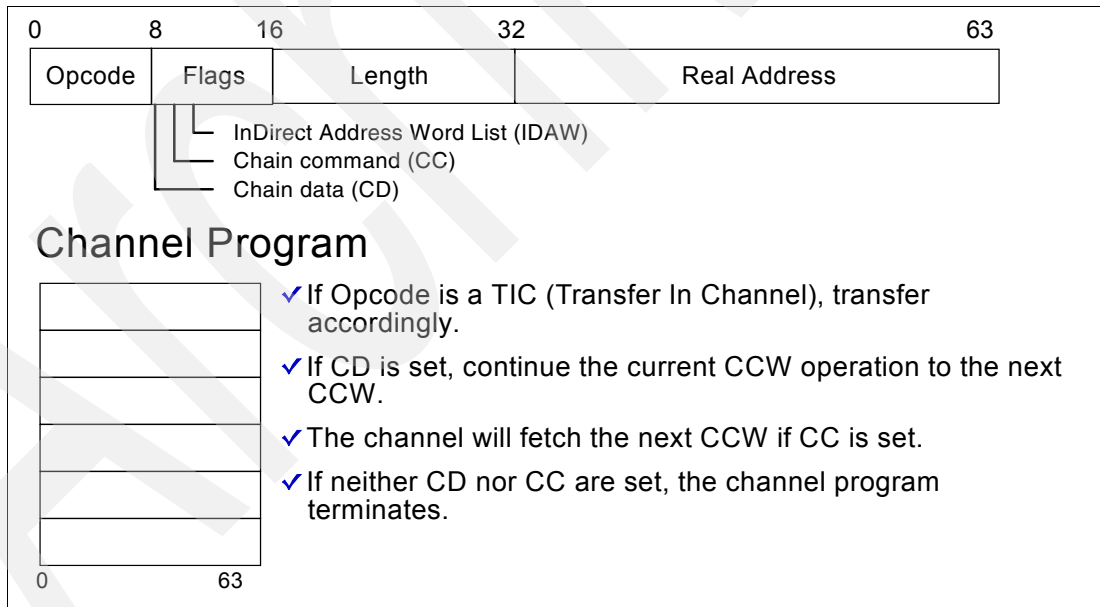 0 8 16 32 63
Opcode Flags Length Real Address
InDirect Address Word List (IDAW)
Chain command (CC)
Chain data (CD)
Channel Program
✓If Opcode is a TIC (Transfer In Channel), transfer
accordingly.
✓If CD is set, continue the current CCW operation to the next
CCW.
✓The channel will fetch the next CCW if CC is set.
✓If neither CD nor CC are set, the channel program
terminates.
0 63